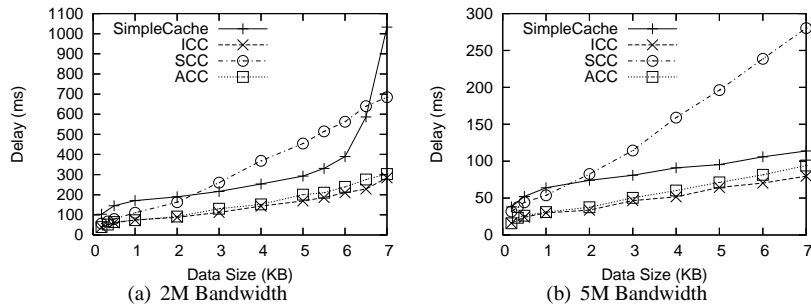 1100
1000
900
800
700
600
500
400
300
200
100
0
Delay (ms)
SimpleCache
ICC
SCC
ACC
0 1 2 3 4 5 6 7
Data Size (KB)
(a) 2M Bandwidth
300
250
200
150
100
50
0
Delay (ms)
SimpleCache
ICC
SCC
ACC
0 1 2 3 4 5 6 7
Data Size (KB)
(b) 5M Bandwidth